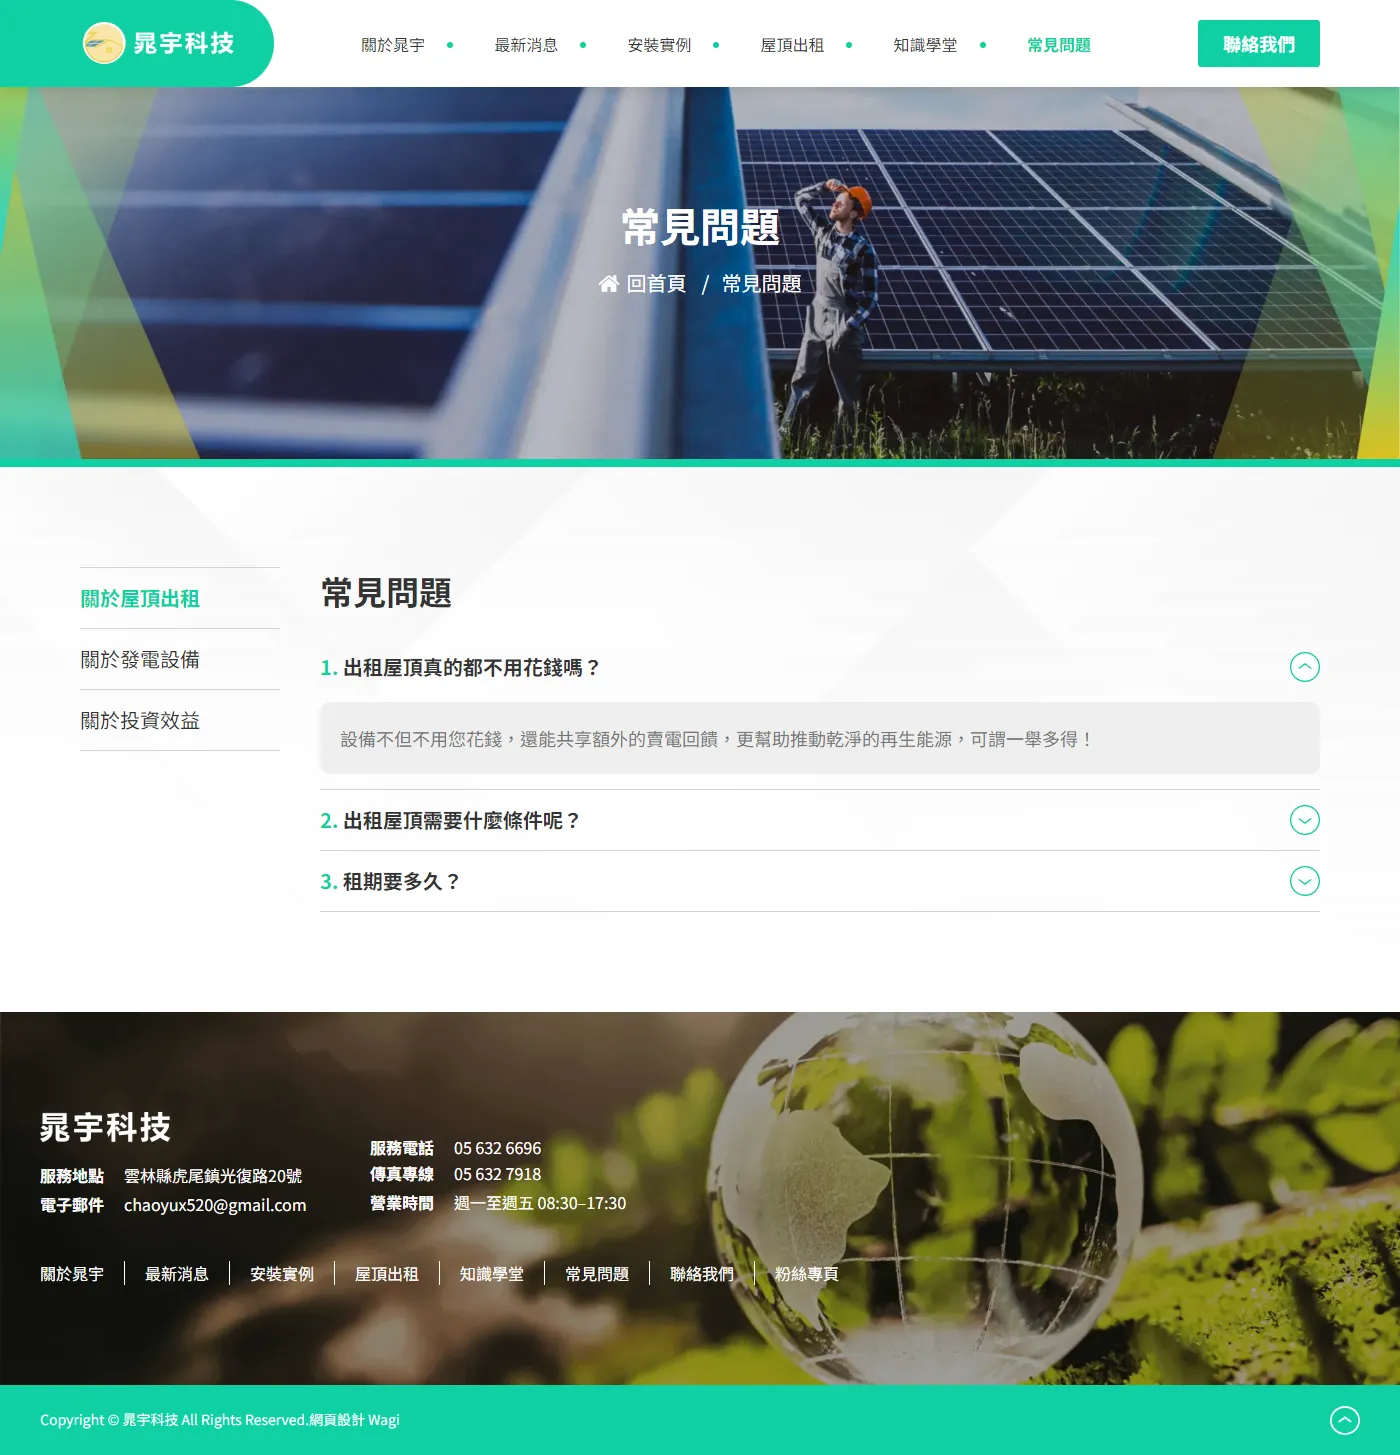 晁宇科技
關於晁宇
最新消息
安裝實例
屋頂出租
知識學堂
常見問題
聯絡我們
常見問題
回首頁 / 常見問題
關於屋頂出租
關於發電設備
關於投資效益
常見問題
1. 出租屋頂真的都不用花錢嗎？
設備不但不用您花錢，還能共享額外的賣電回饋，更幫助推動乾淨的再生能源，可謂一舉多得！
2. 出租屋頂需要什麼條件呢？
3. 租期要多久？
晁宇科技
服務地點 雲林縣虎尾鎮光復路20號
電子郵件 chaoyux520@gmail.com
服務電話 05 632 6696
傳真專線 05 632 7918
營業時間 週一至週五 08:30–17:30
關於晁宇
最新消息
安裝實例
屋頂出租
知識學堂
常見問題
聯絡我們
粉絲專頁
Copyright © 晁宇科技 All Rights Reserved.網頁設計 Wagi